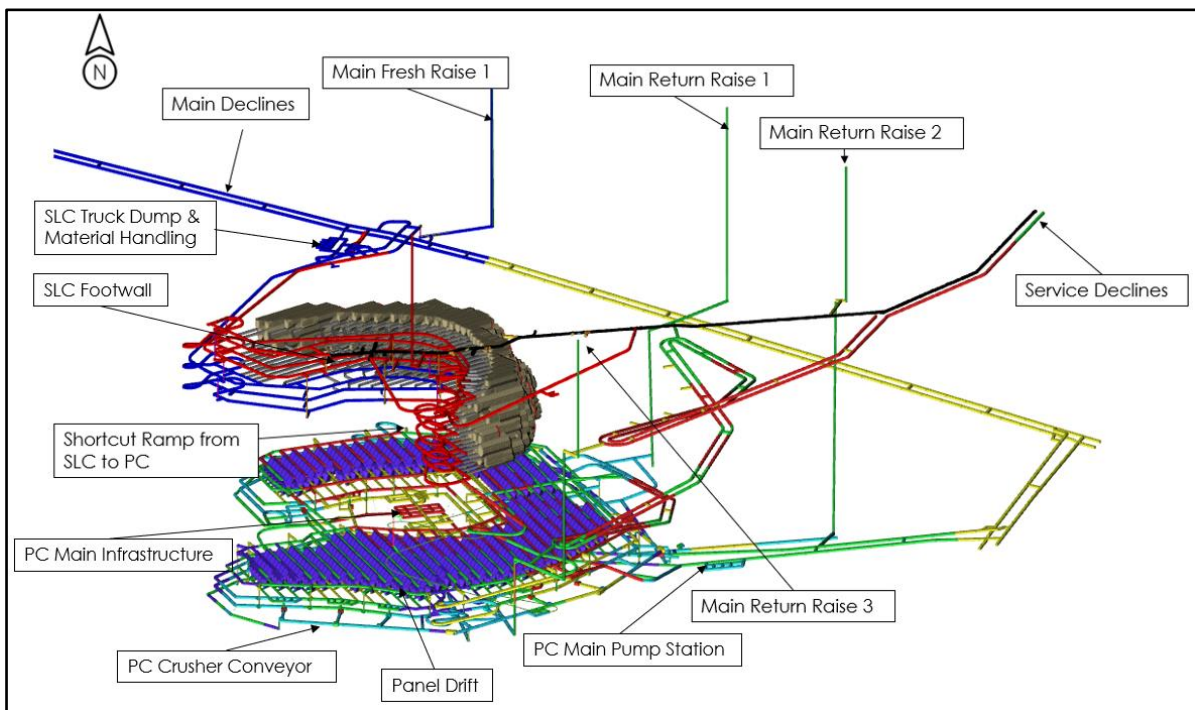 N
Main Fresh Raise 1
Main Return Raise 1
Main Declines
Main Return Raise 2
SLC Truck Dump &
Material Handling
SLC Footwall
Service Declines
Shortcut Ramp from
SLC to PC
PC Main Infrastructure
Main Return Raise 3
PC Crusher Conveyor
PC Main Pump Station
Panel Drift